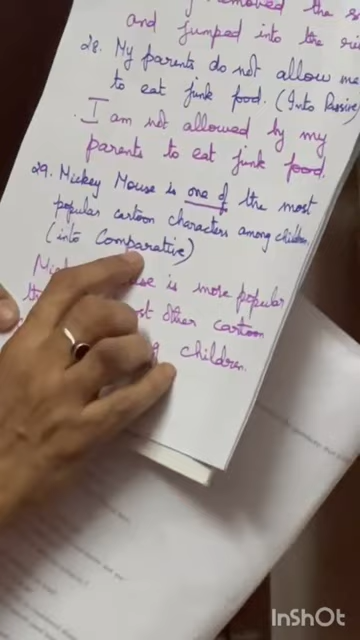 removed the
and jumped into the
28. My parents do not allow me
to eat junk food. (Into Passive)
I am not allowed by my
parents to eat junk food.
29. Mickey Mouse is one of the most
popular cartoon characters among children
(into Comparative)
is more popular
other cartoon
children.
InShOt